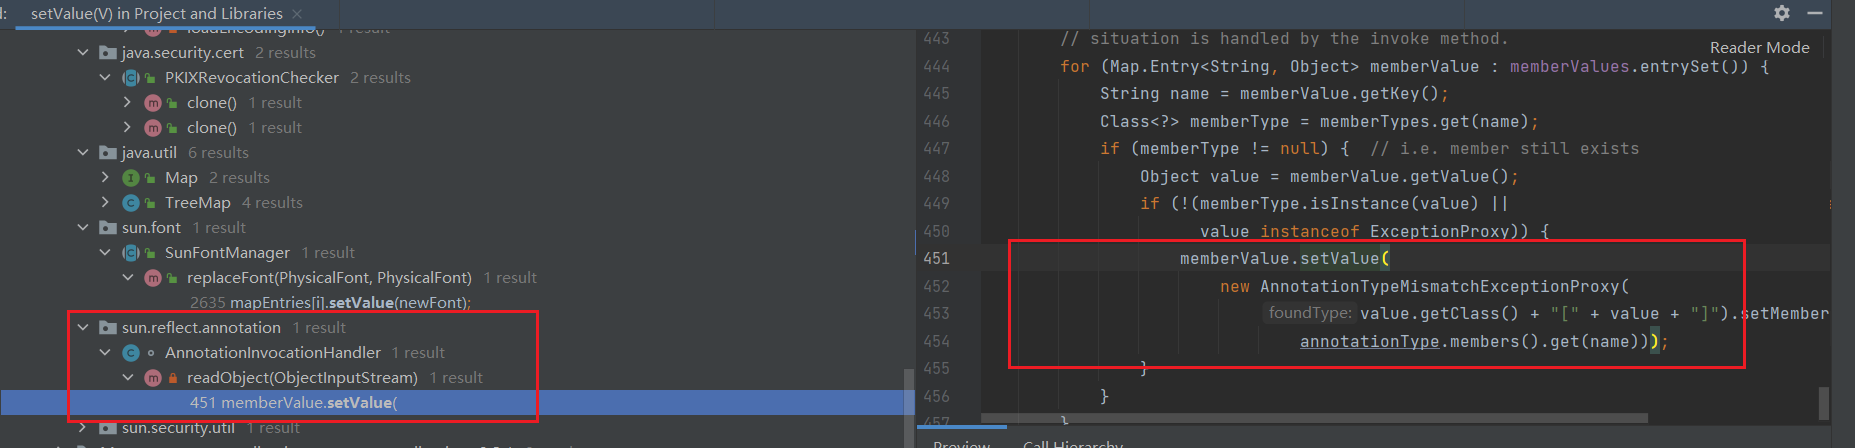 d: setValue(V) in Project and Libraries ×
loadEncodingInfo() 1 result
java.security.cert 2 results
PKIXRevocationChecker 2 results
clone() 1 result
clone() 1 result
java.util 6 results
Map 2 results
TreeMap 4 results
sun.font 1 result
SunFontManager 1 result
replaceFont(PhysicalFont, PhysicalFont) 1 result
2635 mapEntries[i].setValue(newFont);
sun.reflect.annotation 1 result
AnnotationInvocationHandler 1 result
readObject(ObjectInputStream) 1 result
451 memberValue.setValue(
sun.security.util 1 result
Reader Mode
443 // situation is handled by the invoke method.
444 for (Map.Entry<String, Object> memberValue : memberValues.entrySet()) {
445 String name = memberValue.getKey();
446 Class<?> memberType = memberTypes.get(name);
447 if (memberType != null) { // i.e. member still exists
448 Object value = memberValue.getValue();
449 if (!(memberType.isInstance(value) ||
450 value instanceof ExceptionProxy)) {
451 memberValue.setValue(
452 new AnnotationTypeMismatchExceptionProxy(
453 foundType: value.getClass() + "[" + value + "]").setMember
454 annotationType.members().get(name)));
455 }
456 }
457 }
Preview Call Hierarchy